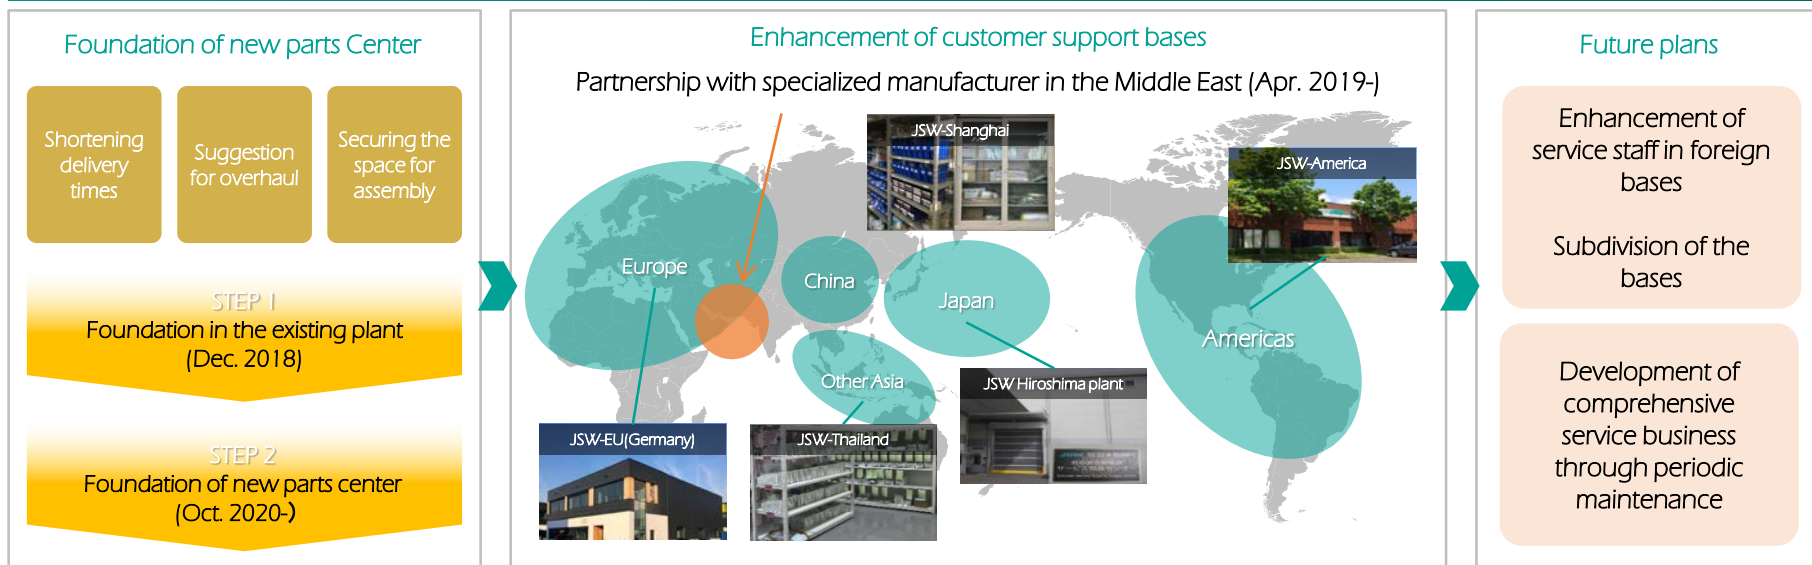 Foundation of new parts Center
Shortening
delivery
times
Suggestion
for overhaul
Securing the
space for
assembly
STEP 1
Foundation in the existing plant
(Dec. 2018)
STEP 2
Foundation of new parts center
(Oct. 2020-)
Enhancement of customer support bases
Partnership with specialized manufacturer in the Middle East (Apr. 2019-)
JSW-Shanghai
JSW-America
Europe
China
Japan
Americas
Other Asia
JSW Hiroshima plant
JSW-EU(Germany)
JSW-Thailand
Future plans
Enhancement of
service staff in foreign
bases
Subdivision of the
bases
Development of
comprehensive
service business
through periodic
maintenance